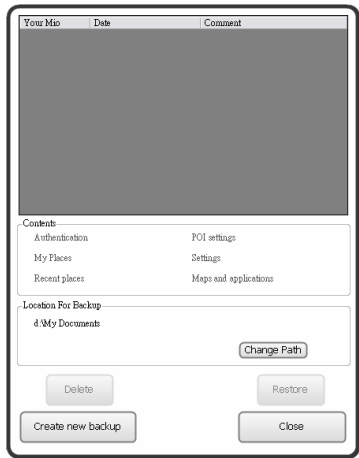 Your Mio Date Comment
Contents
Authentication POI settings
My Places Settings
Recent places Maps and applications
Location For Backup
d:\My Documents
Change Path
Delete Restore
Create new backup Close